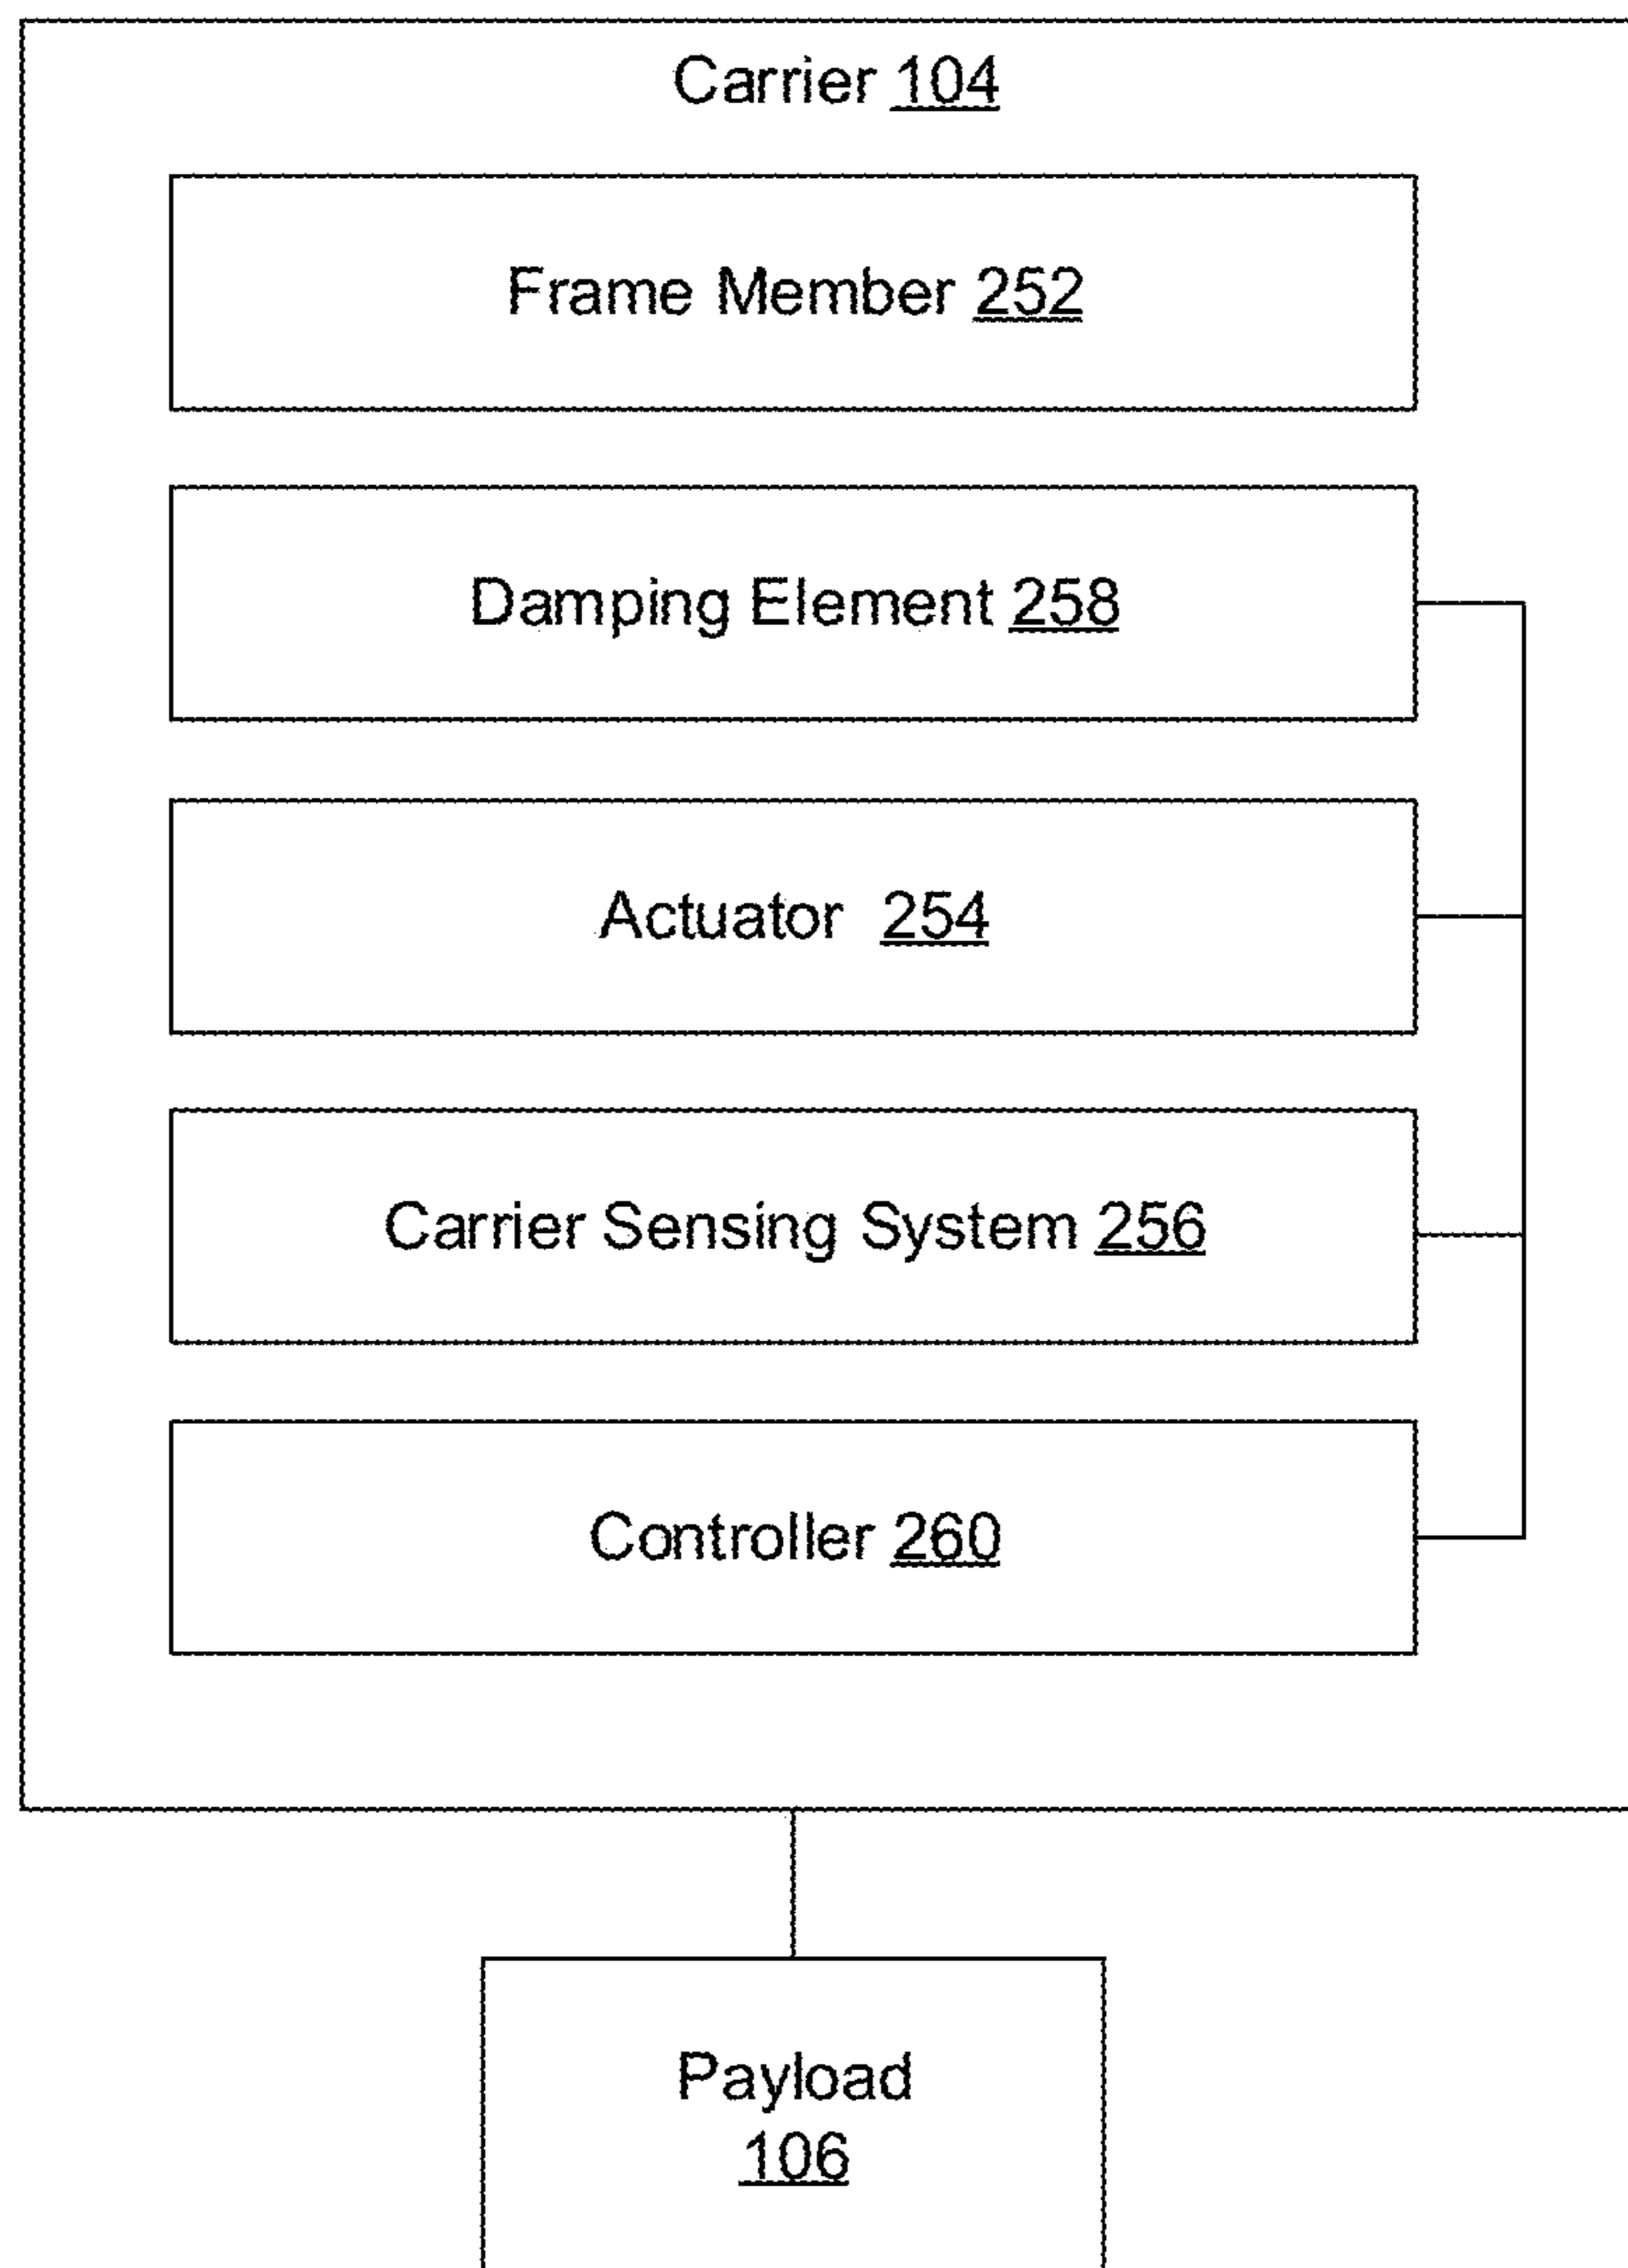 Carrier 104
Frame Member 252
Damping Element 258
Actuator 254
Carrier Sensing System 256
Controller 260
Payload
106